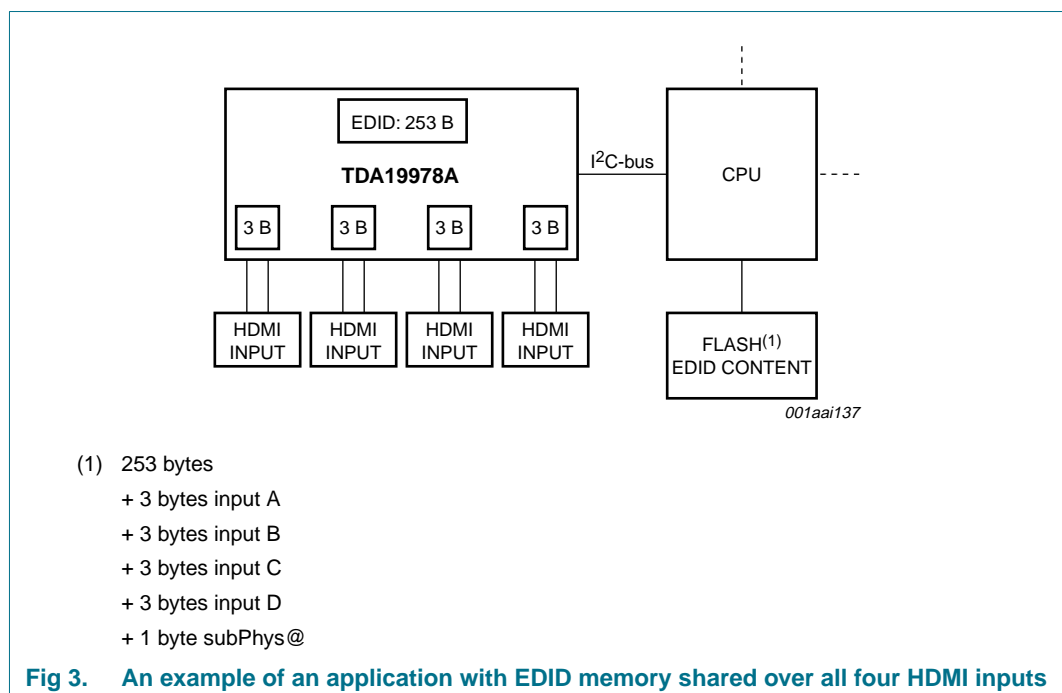 EDID: 253 B
TDA19978A
I2C-bus
CPU
3 B
3 B
3 B
3 B
HDMI
INPUT
HDMI
INPUT
HDMI
INPUT
HDMI
INPUT
FLASH(1)
EDID CONTENT
001aai137
(1) 253 bytes
+ 3 bytes input A
+ 3 bytes input B
+ 3 bytes input C
+ 3 bytes input D
+ 1 byte subPhys@
Fig 3. An example of an application with EDID memory shared over all four HDMI inputs